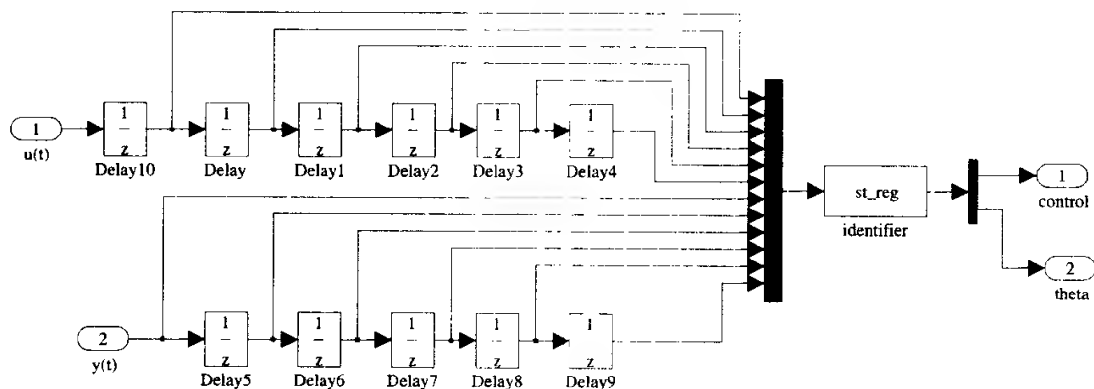 1
u(t)
1
z
Delay10
1
z
Delay
1
z
Delay1
1
z
Delay2
1
z
Delay3
1
z
Delay4
st_reg
identifier
1
control
2
theta
2
y(t)
1
z
Delay5
1
z
Delay6
1
z
Delay7
1
z
Delay8
1
z
Delay9